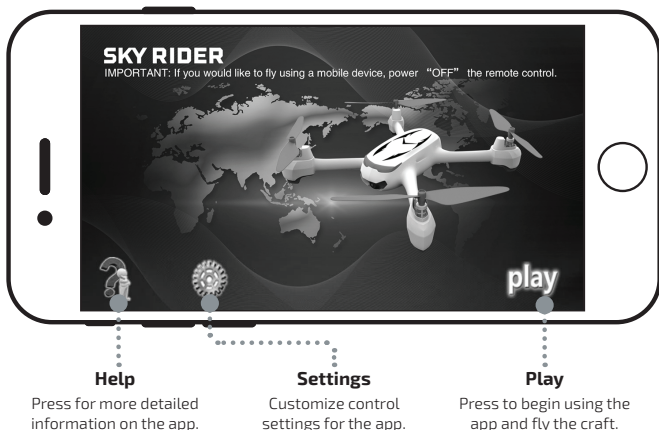 SKY RIDER
IMPORTANT: If you would like to fly using a mobile device, power “OFF” the remote control.
play
Help
Press for more detailed
information on the app.
Settings
Customize control
settings for the app.
Play
Press to begin using the
app and fly the craft.